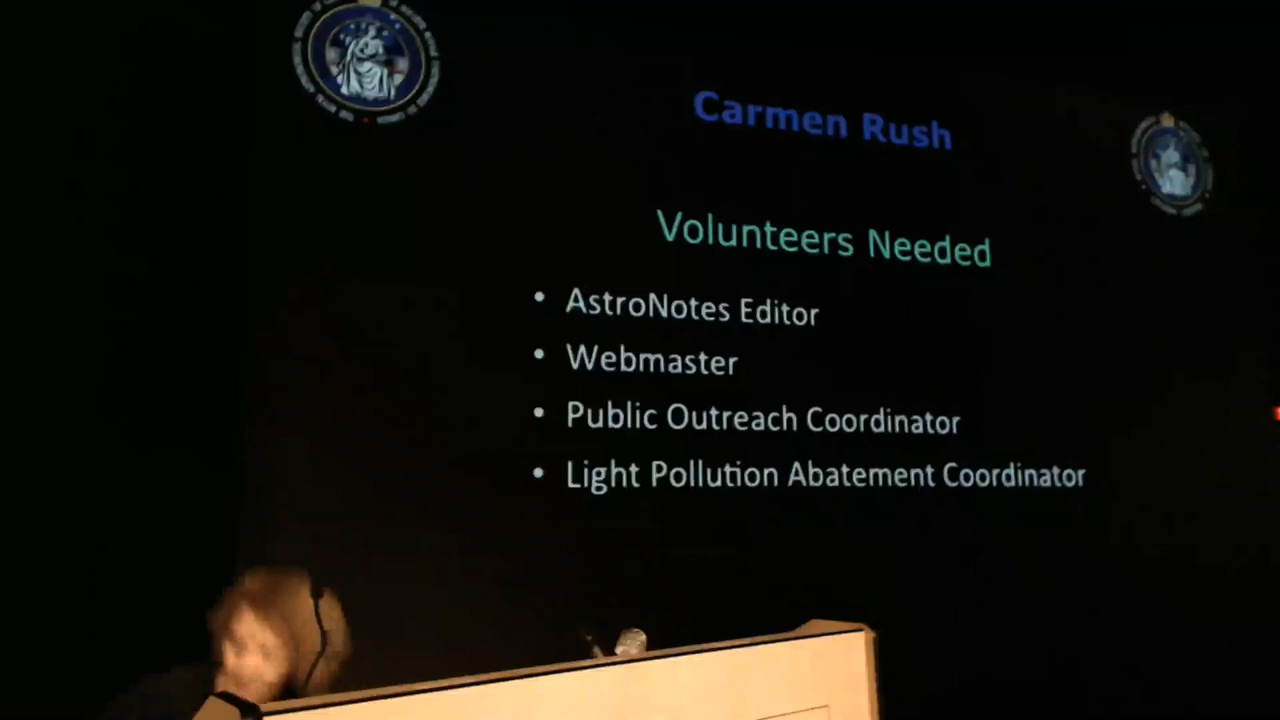 Carmen Rush
Volunteers Needed
• AstroNotes Editor
• Webmaster
• Public Outreach Coordinator
• Light Pollution Abatement Coordinator